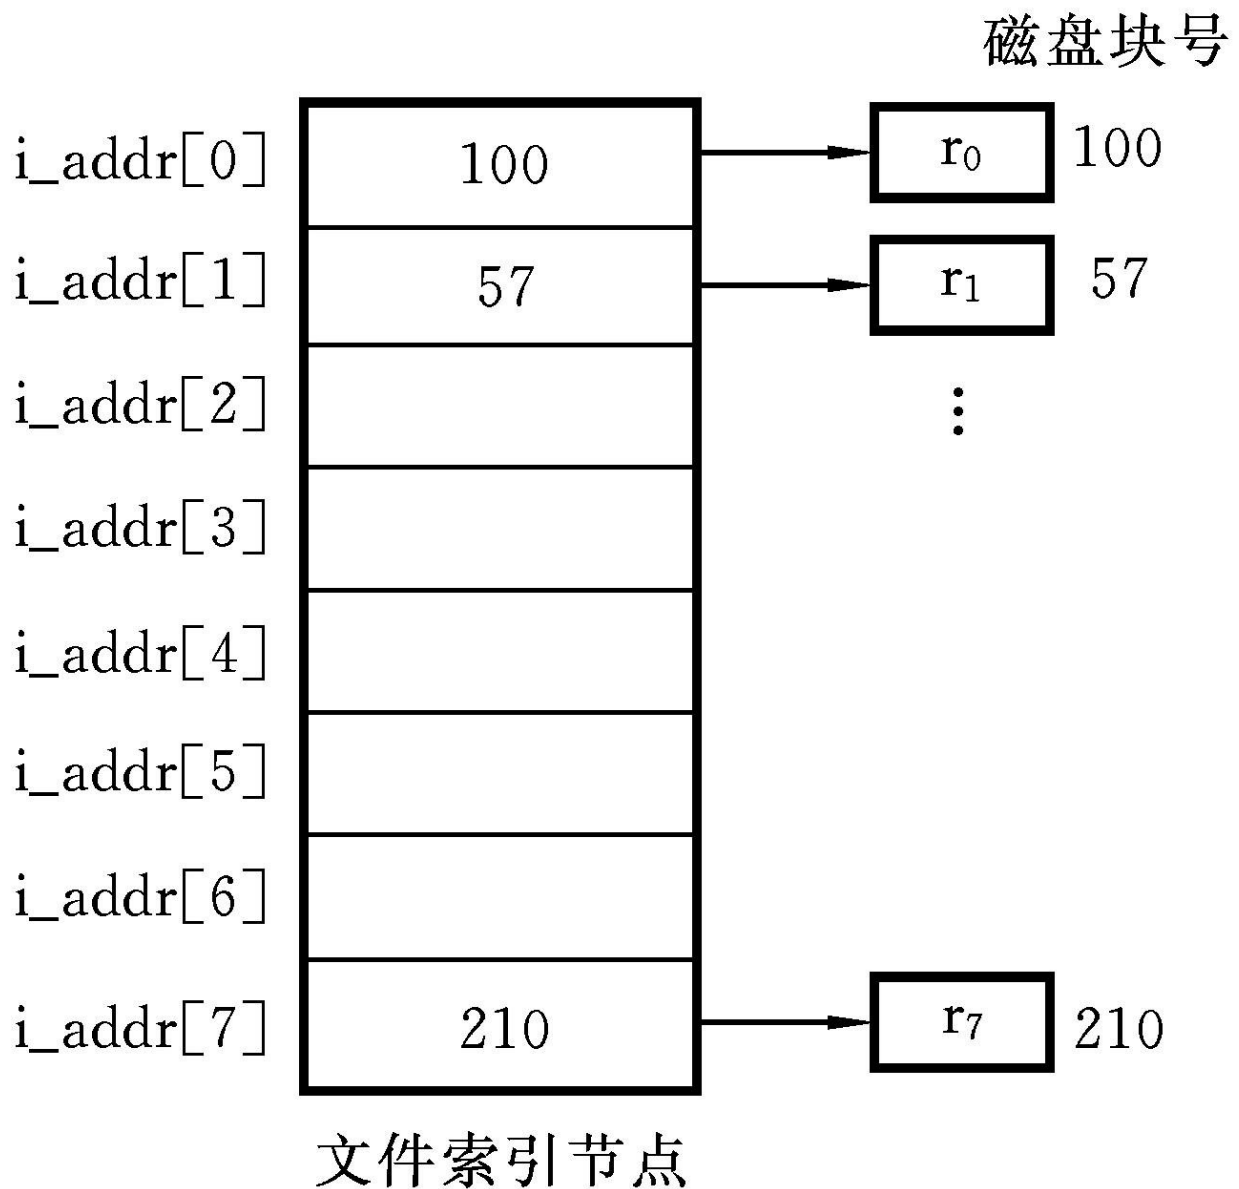 磁盘块号
i_addr[0] 100 r0 100
i_addr[1] 57 r1 57
i_addr[2]
i_addr[3]
i_addr[4]
i_addr[5]
i_addr[6]
i_addr[7] 210 r7 210
文件索引节点